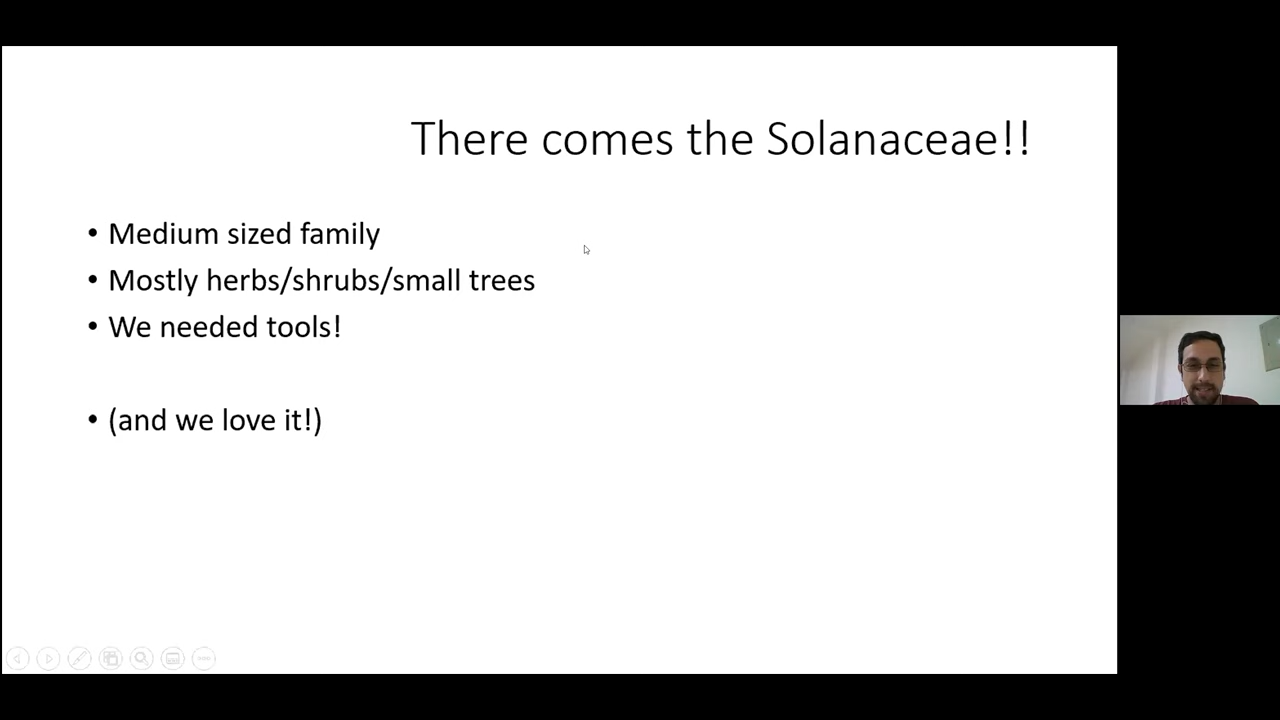 There comes the Solanaceae!!
• Medium sized family
• Mostly herbs/shrubs/small trees
• We needed tools!
• (and we love it!)